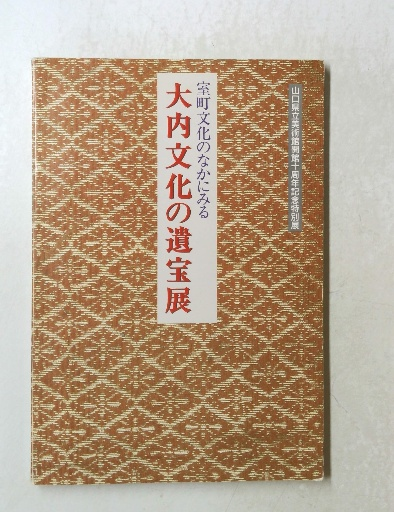 山口県立美術館開館十周年記念特別展
室町文化のなかにみる
大内文化の遺宝展